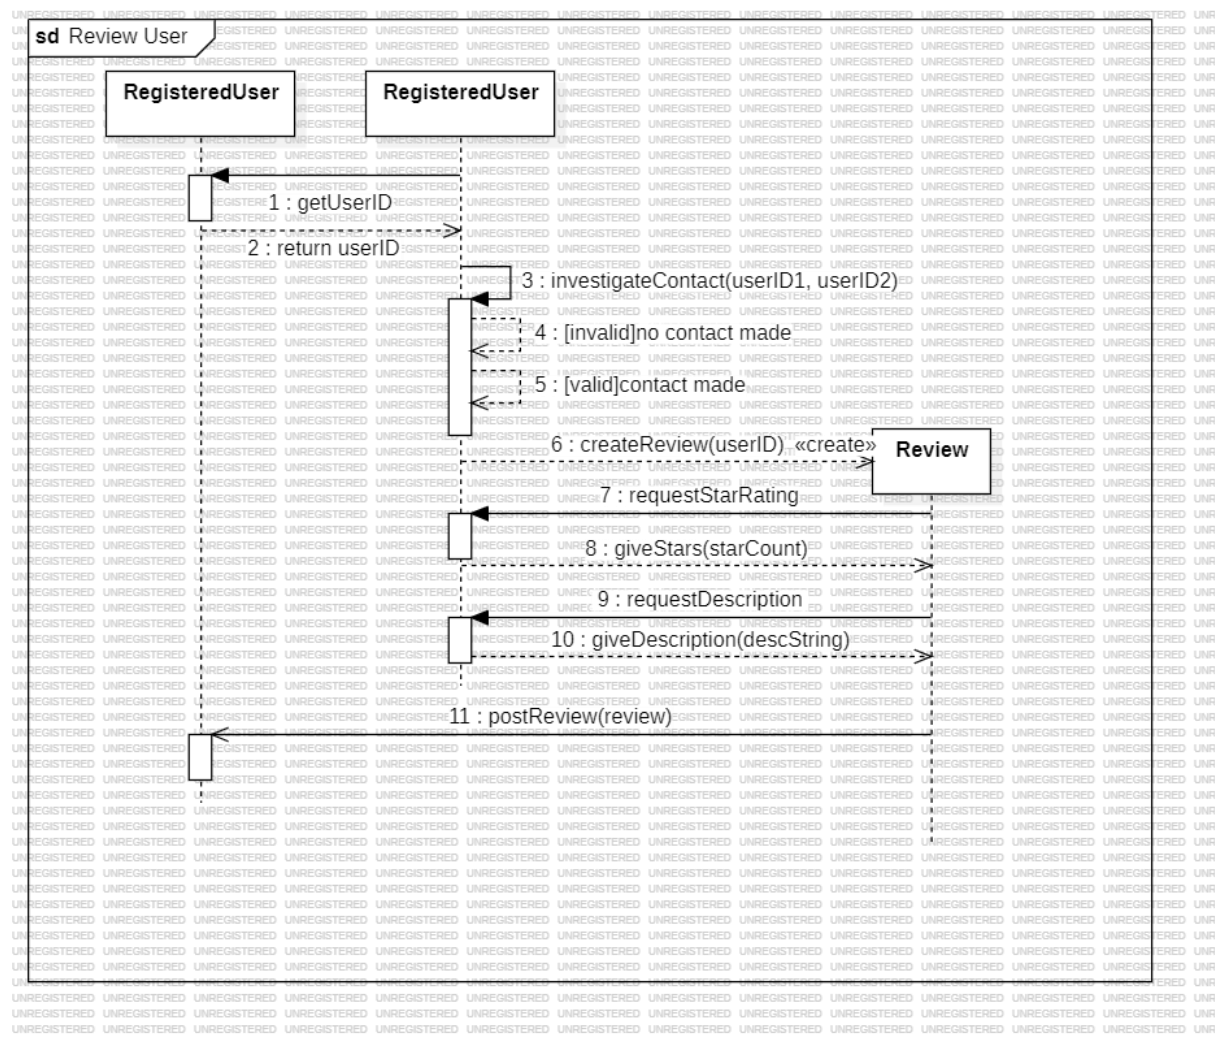 sd Review User
RegisteredUser RegisteredUser
1 : getUserID
2 : return userID
3 : investigateContact(userID1, userID2)
4 : [invalid]no contact made
5 : [valid]contact made
6 : createReview(userID) «create»
Review
7 : requestStarRating
8 : giveStars(starCount)
9 : requestDescription
10 : giveDescription(descString)
11 : postReview(review)
UNREGISTERED